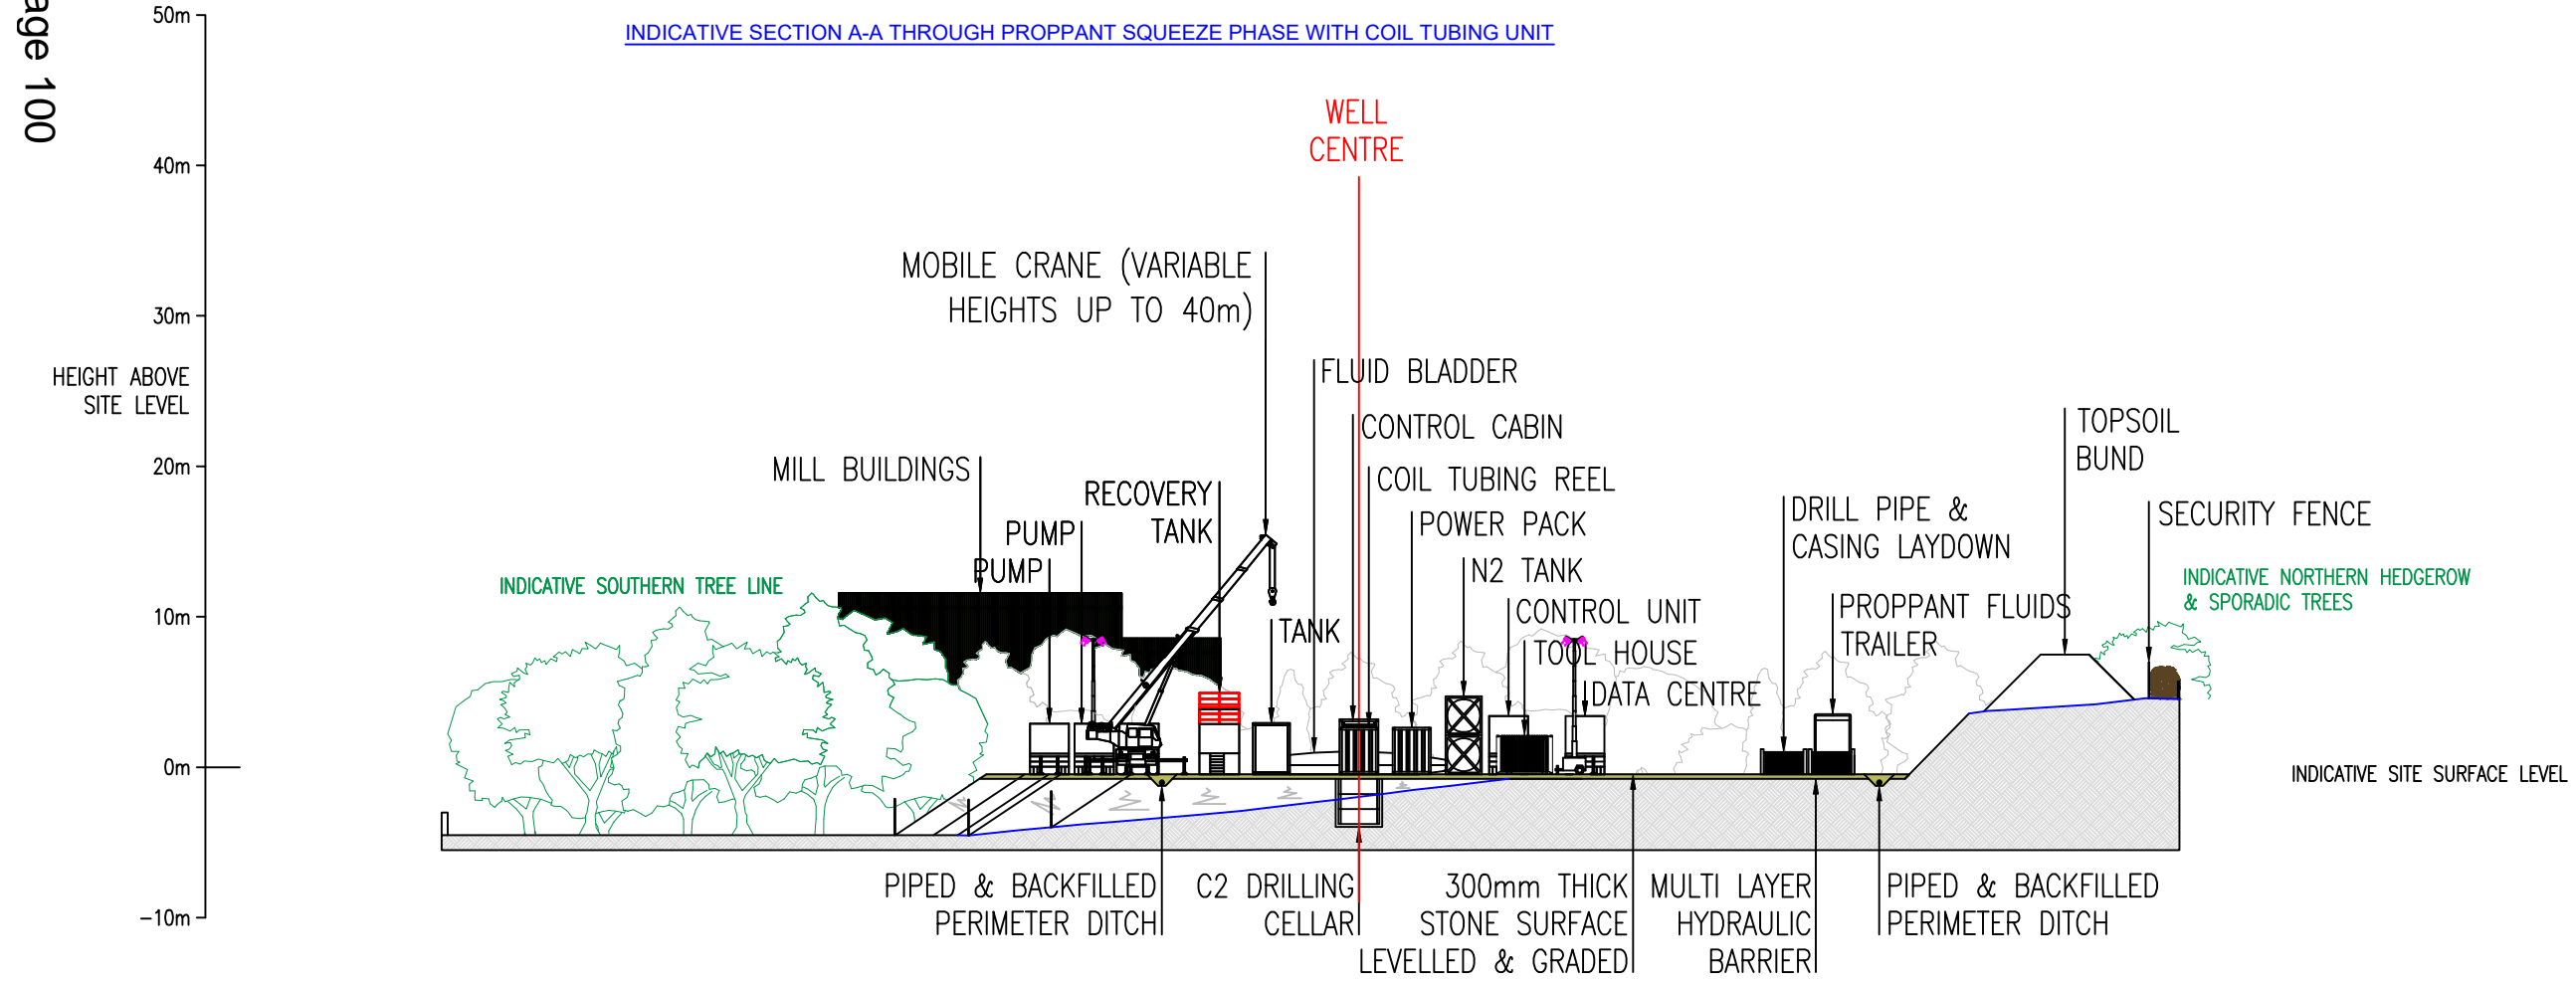 age 100
INDICATIVE SECTION A-A THROUGH PROPPANT SQUEEZE PHASE WITH COIL TUBING UNIT
50m
40m
30m
20m
10m
0m
-10m
HEIGHT ABOVE
SITE LEVEL
WELL
CENTRE
MOBILE CRANE (VARIABLE
HEIGHTS UP TO 40m)
FLUID BLADDER
CONTROL CABIN
COIL TUBING REEL
POWER PACK
N2 TANK
CONTROL UNIT
TOOL HOUSE
DATA CENTRE
MILL BUILDINGS
RECOVERY
TANK
PUMP
PUMP
TANK
INDICATIVE SOUTHERN TREE LINE
DRILL PIPE &
CASING LAYDOWN
PROPPANT FLUIDS
TRAILER
TOPSOIL
BUND
SECURITY FENCE
INDICATIVE NORTHERN HEDGEROW
& SPORADIC TREES
INDICATIVE SITE SURFACE LEVEL
PIPED & BACKFILLED
PERIMETER DITCH
C2 DRILLING
CELLAR
300mm THICK
STONE SURFACE
LEVELLED & GRADED
MULTI LAYER
HYDRAULIC
BARRIER
PIPED & BACKFILLED
PERIMETER DITCH